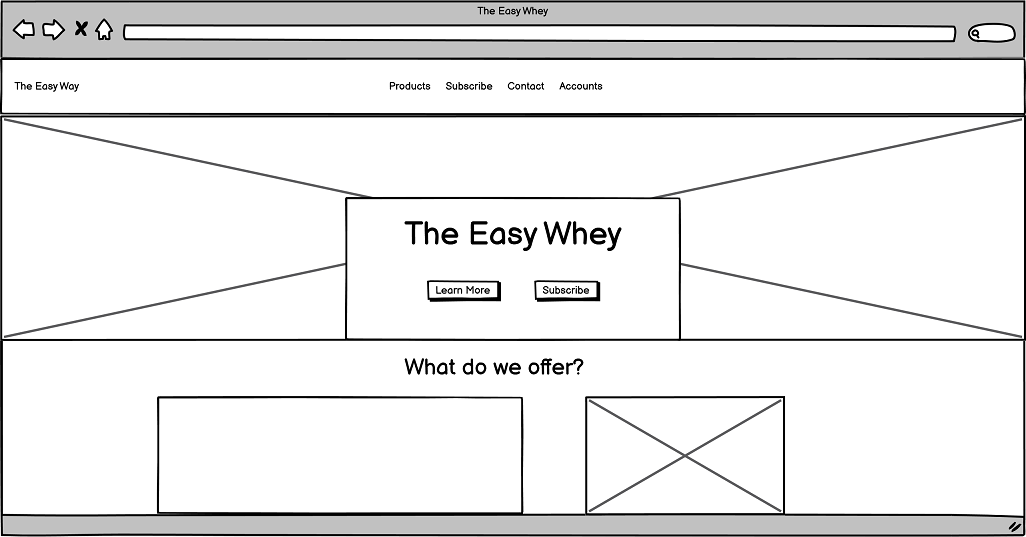 The Easy Whey
The Easy Way
Products Subscribe Contact Accounts
The Easy Whey
Learn More Subscribe
What do we offer?